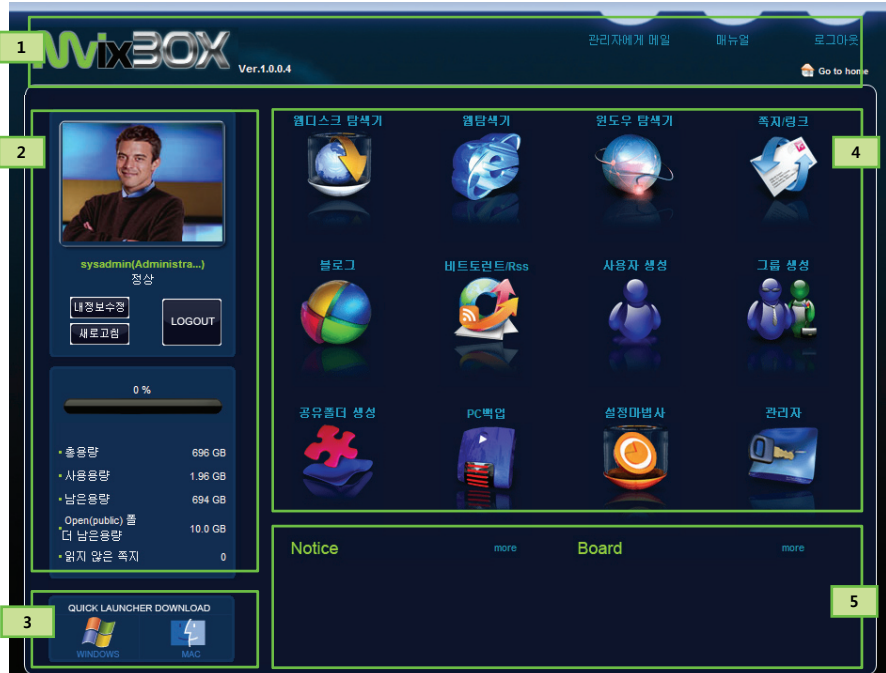 1
NVvixBOX
Ver.1.0.0.4
관리자에게 메일
매뉴얼
로그아웃
Go to home
2
sysadmin(Administra...)
정상
내정보수정
새로고침
LOGOUT
0 %
총용량 696 GB
사용용량 1.96 GB
남은용량 694 GB
Open(public) 폴
더 남은용량 10.0 GB
읽지 않은 쪽지 0
3
QUICK LAUNCHER DOWNLOAD
WINDOWS
MAC
4
웹디스크 탐색기
웹탐색기
윈도우 탐색기
쪽지/링크
블로그
비트토런트/Rss
사용자 생성
그룹 생성
공유폴더 생성
PC백업
설정마법사
관리자
5
Notice
more
Board
more